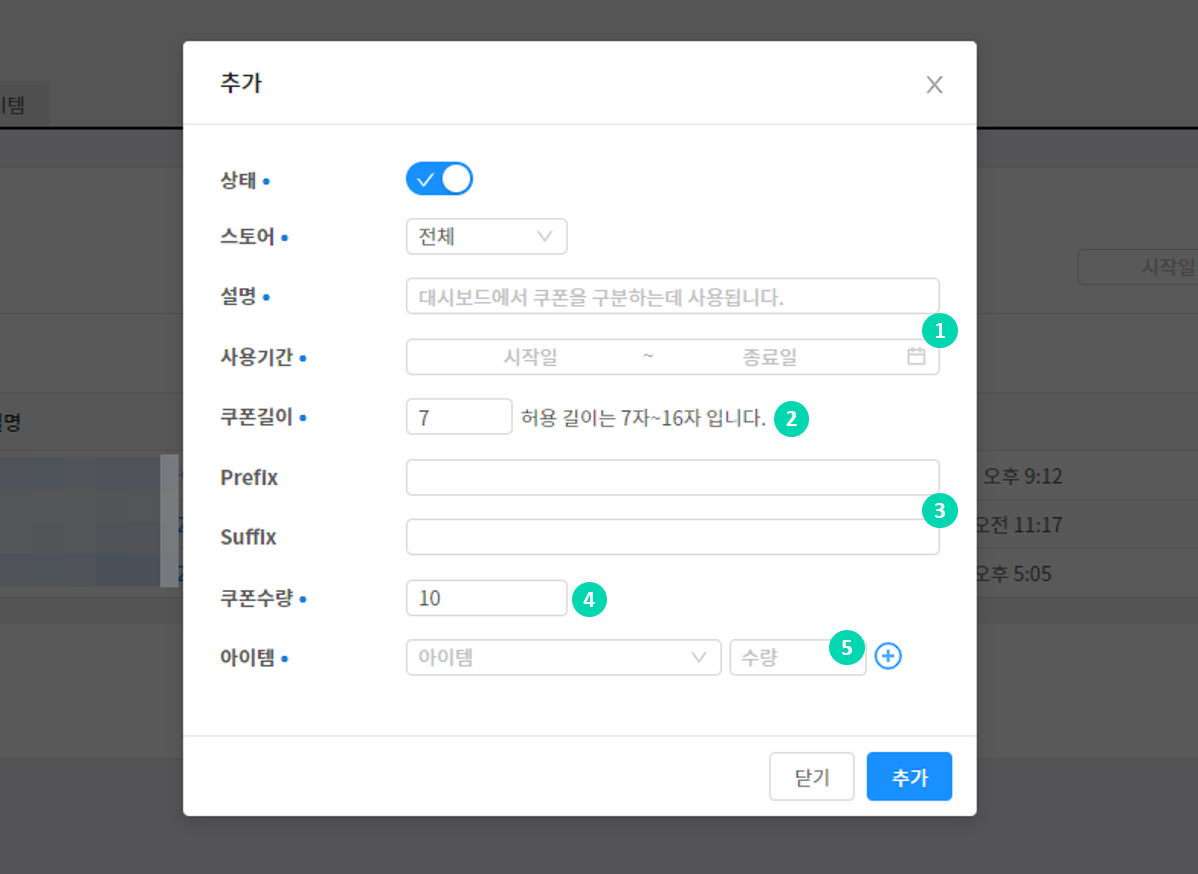 추가
상태
스토어 전체
설명 대시보드에서 쿠폰을 구분하는데 사용됩니다.
1
사용기간 시작일 ~ 종료일
쿠폰길이 7 허용 길이는 7자~16자 입니다. 2
Prefix
3
Suffix
쿠폰수량 10 4
아이템 아이템 수량 5
닫기 추가
시작일
오후 9:12
오전 11:17
오후 5:05